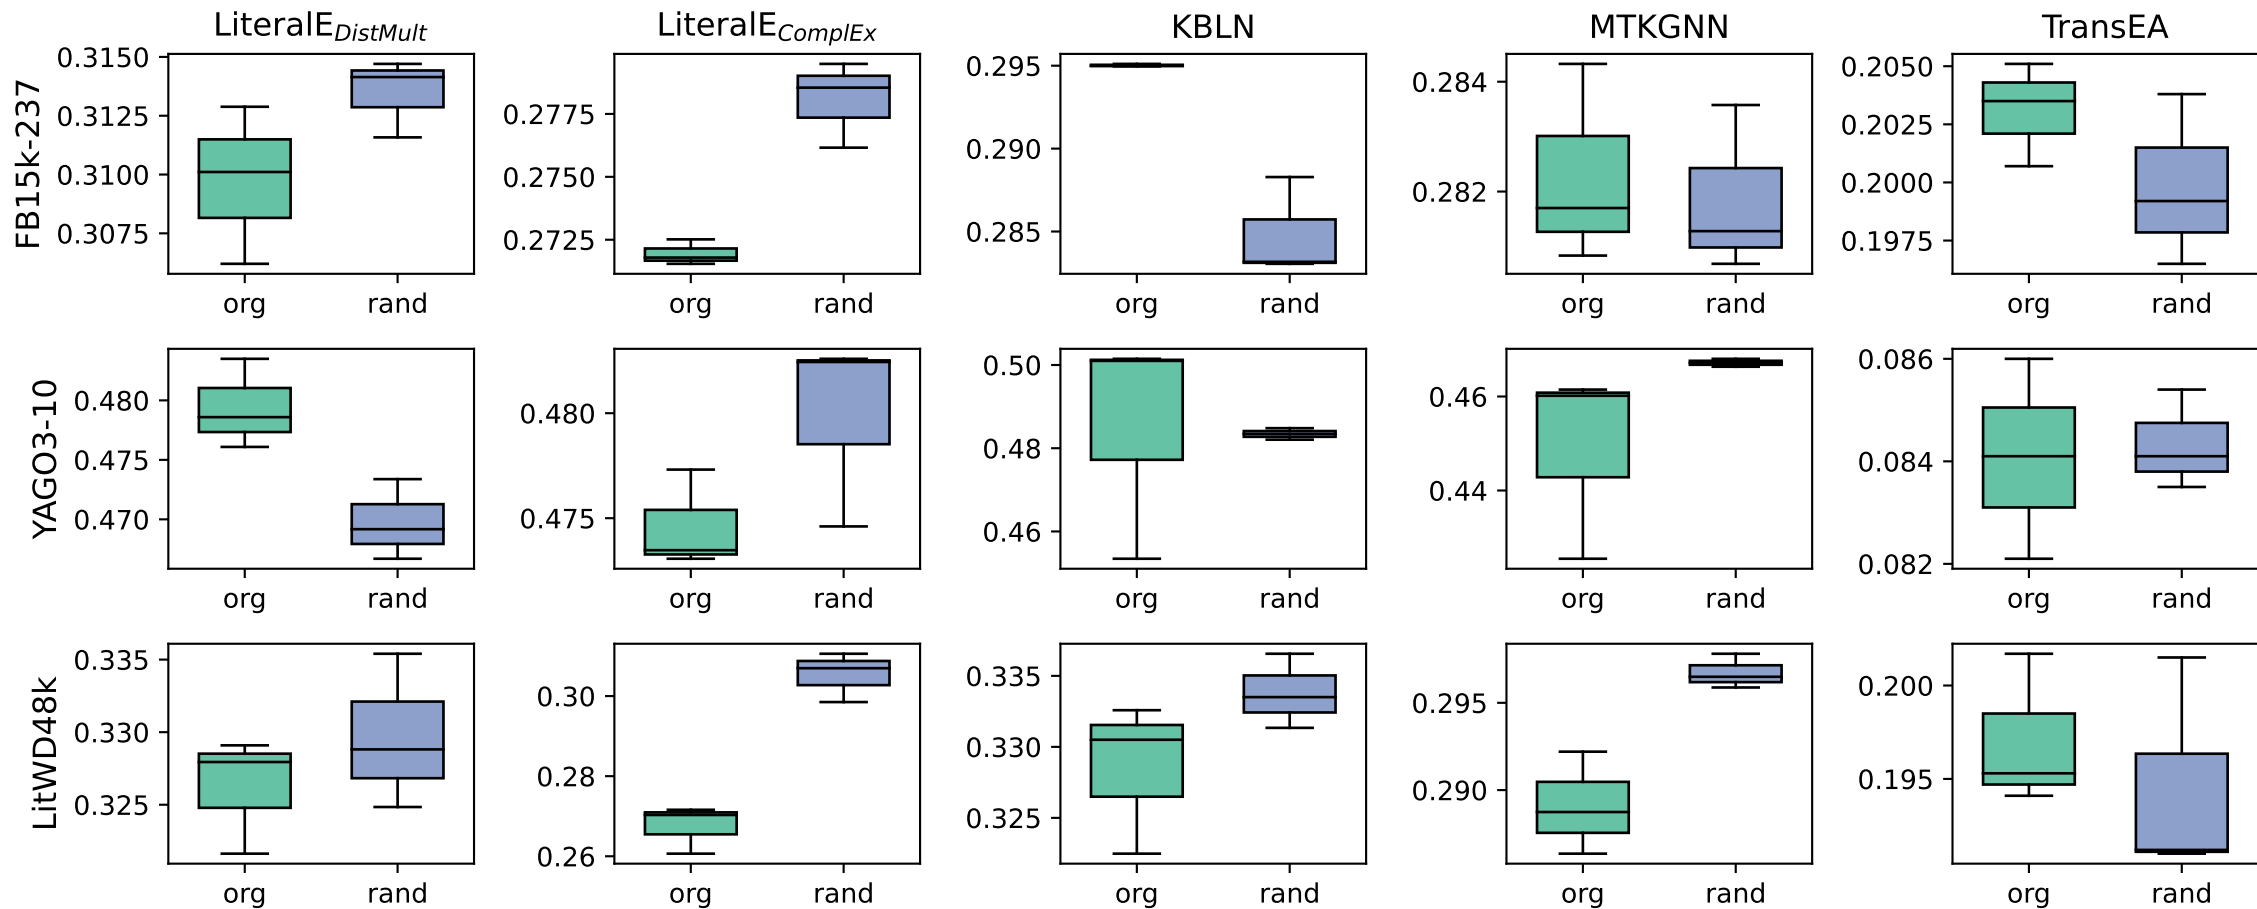 LiteralE_DistMult LiteralE_ComplEx KBLN MTKGNN TransEA
FB15k-237
0.3150
0.3125
0.3100
0.3075
org rand
0.2775
0.2750
0.2725
org rand
0.295
0.290
0.285
org rand
0.284
0.282
org rand
0.2050
0.2025
0.2000
0.1975
org rand
YAGO3-10
0.480
0.475
0.470
org rand
0.480
0.475
org rand
0.50
0.48
0.46
org rand
0.46
0.44
org rand
0.086
0.084
0.082
org rand
LitWD48k
0.335
0.330
0.325
org rand
0.30
0.28
0.26
org rand
0.335
0.330
0.325
org rand
0.295
0.290
org rand
0.200
0.195
org rand